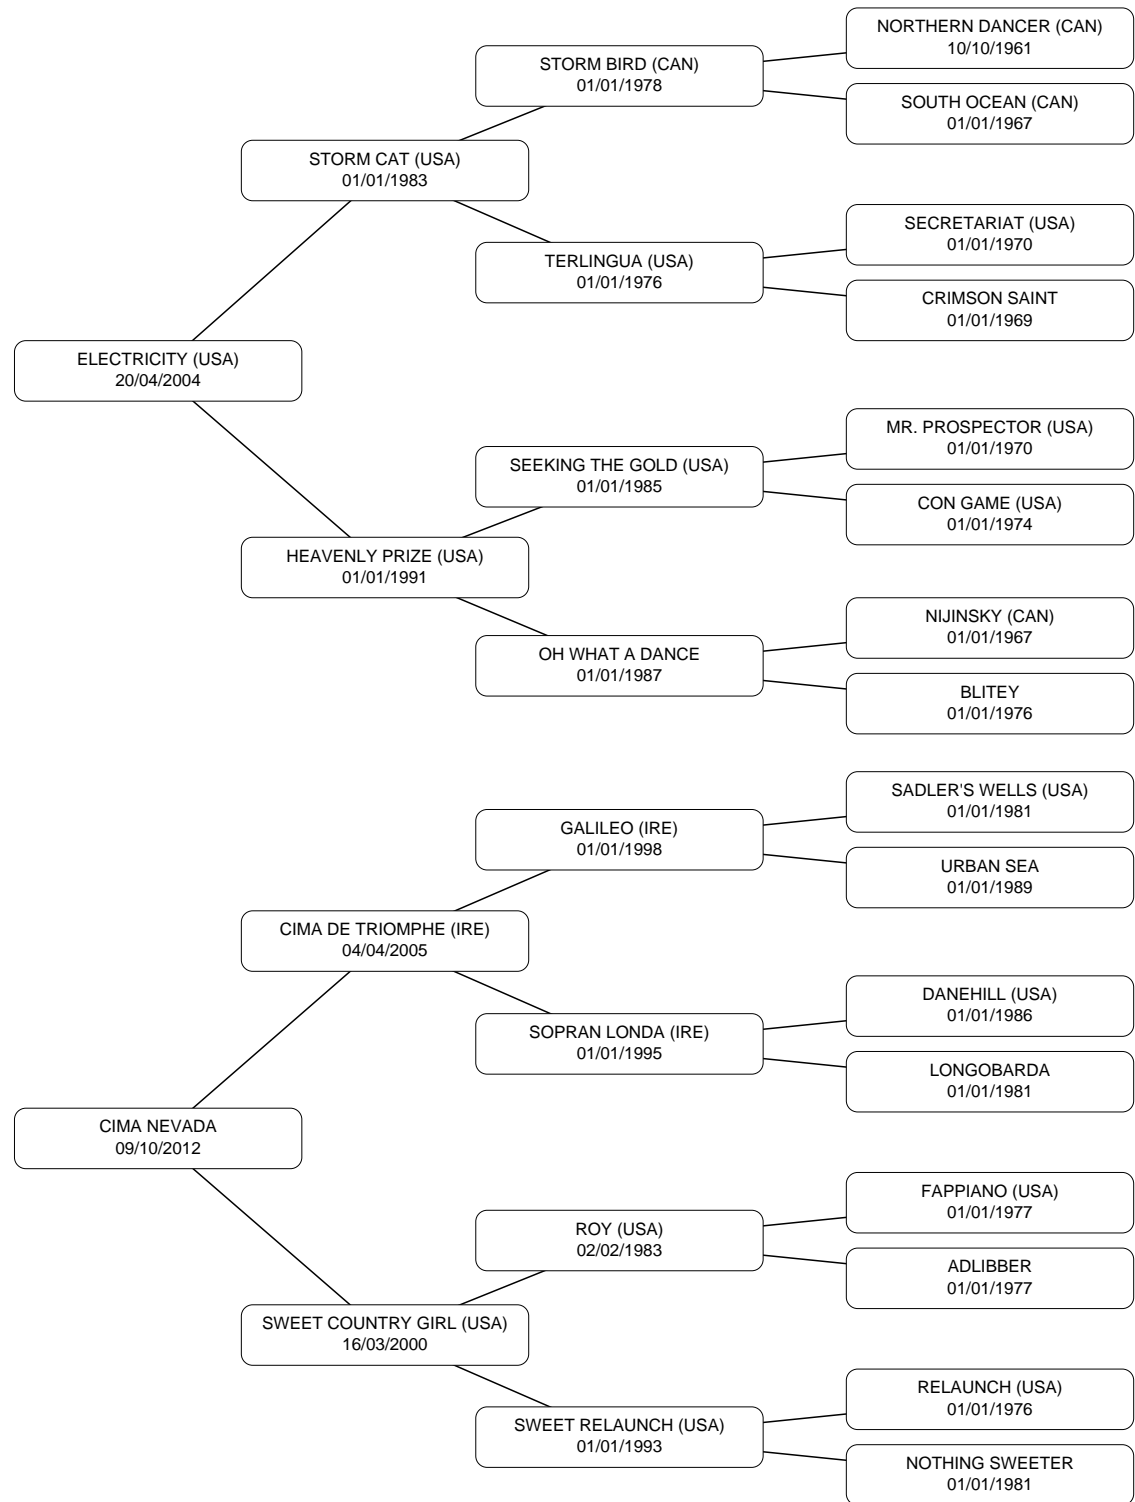 NORTHERN DANCER (CAN)
10/10/1961
STORM BIRD (CAN)
01/01/1978
SOUTH OCEAN (CAN)
01/01/1967
STORM CAT (USA)
01/01/1983
SECRETARIAT (USA)
01/01/1970
TERLINGUA (USA)
01/01/1976
CRIMSON SAINT
01/01/1969
ELECTRICITY (USA)
20/04/2004
MR. PROSPECTOR (USA)
01/01/1970
SEEKING THE GOLD (USA)
01/01/1985
CON GAME (USA)
01/01/1974
HEAVENLY PRIZE (USA)
01/01/1991
NIJINSKY (CAN)
01/01/1967
OH WHAT A DANCE
01/01/1987
BLITEY
01/01/1976
SADLER'S WELLS (USA)
01/01/1981
GALILEO (IRE)
01/01/1998
URBAN SEA
01/01/1989
CIMA DE TRIOMPHE (IRE)
04/04/2005
DANEHILL (USA)
01/01/1986
SOPRAN LONDA (IRE)
01/01/1995
LONGOBARDA
01/01/1981
CIMA NEVADA
09/10/2012
FAPPIANO (USA)
01/01/1977
ROY (USA)
02/02/1983
ADLIBBER
01/01/1977
SWEET COUNTRY GIRL (USA)
16/03/2000
RELAUNCH (USA)
01/01/1976
SWEET RELAUNCH (USA)
01/01/1993
NOTHING SWEETER
01/01/1981